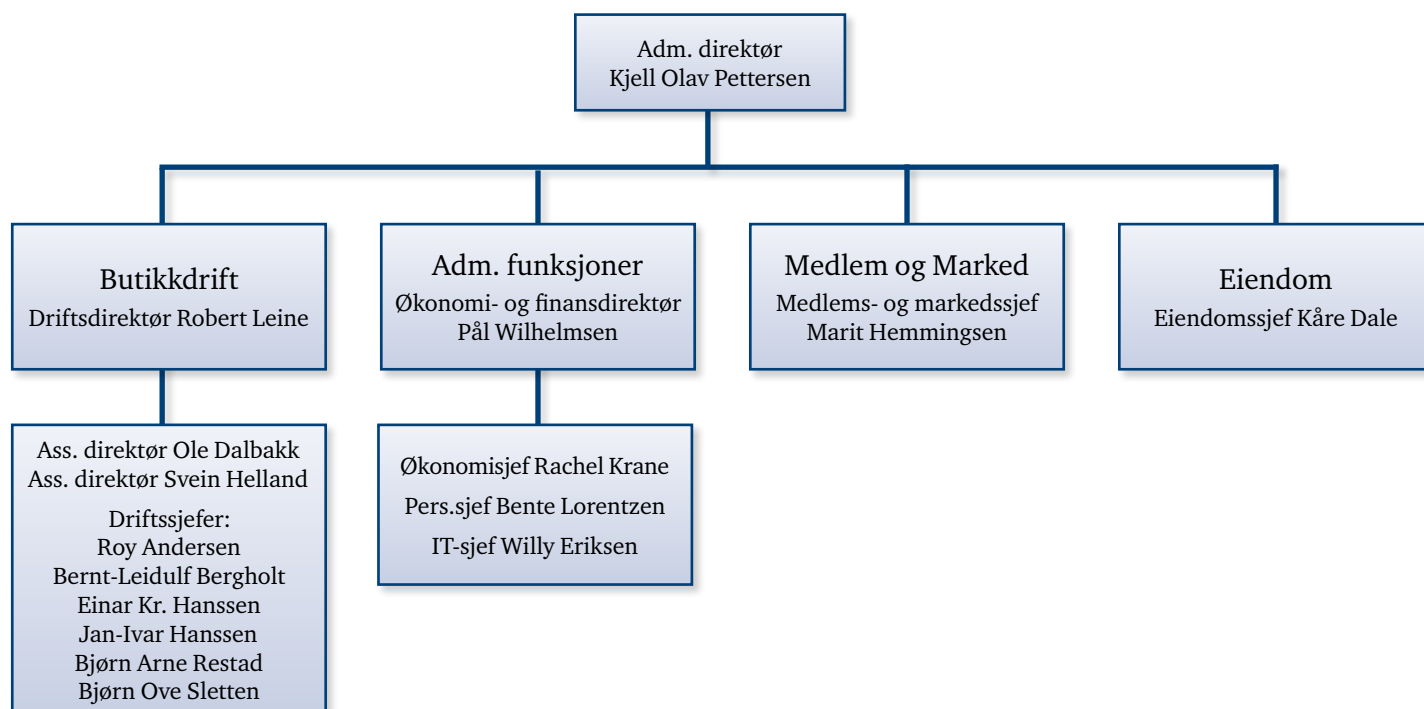 Adm. direktør
Kjell Olav Pettersen
Butikkdrift
Driftsdirektør Robert Leine
Adm. funksjoner
Økonomi- og finansdirektør
Pål Wilhelmsen
Medlem og Marked
Medlems- og markedssjef
Marit Hemmingsen
Eiendom
Eiendomssjef Kåre Dale
Ass. direktør Ole Dalbakk
Ass. direktør Svein Helland
Driftssjefer:
Roy Andersen
Bernt-Leidulf Bergholt
Einar Kr. Hanssen
Jan-Ivar Hanssen
Bjørn Arne Restad
Bjørn Ove Sletten
Økonomisjef Rachel Krane
Pers.sjef Bente Lorentzen
IT-sjef Willy Eriksen